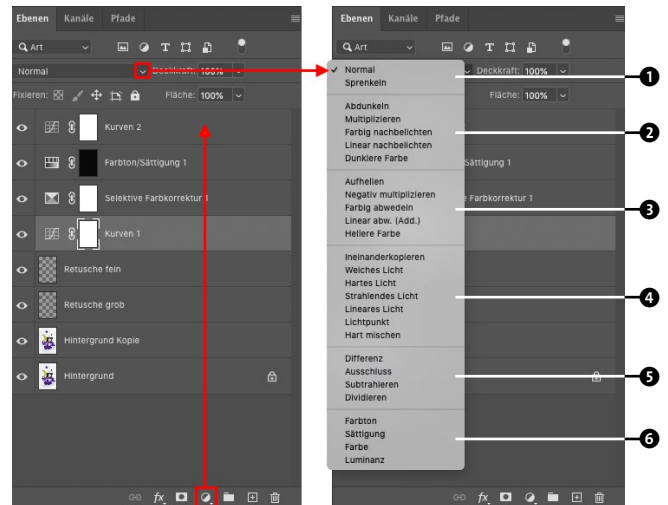 Ebenen Kanäle Pfade
Art
Normal Deckkraft: 100%
Fixieren: Fläche: 100%
Kurven 2
Farbton/Sättigung 1
Selektive Farbkorrektur 1
Kurven 1
Retusche fein
Retusche grob
Hintergrund Kopie
Hintergrund
fx
Ebenen Kanäle Pfade
Art
Deckkraft: 100%
Fläche: 100%
Sättigung 1
e Farbkorrektur 1
Normal
Sprenkeln
1
Abdunkeln
Multiplizieren
Farbig nachbelichten
Linear nachbelichten
Dunklere Farbe
2
Aufhellen
Negativ multiplizieren
Farbig abwedeln
Linear abw. (Add.)
Hellere Farbe
3
Ineinanderkopieren
Weiches Licht
Hartes Licht
Strahlendes Licht
Lineares Licht
Lichtpunkt
Hart mischen
4
Differenz
Ausschluss
Subtrahieren
Dividieren
5
Farbton
Sättigung
Farbe
Luminanz
6
fx